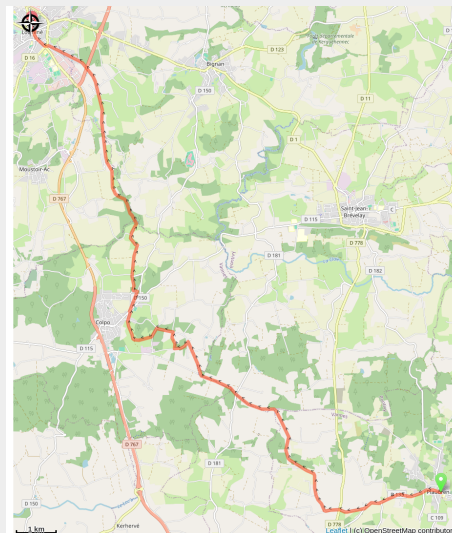 D 16
D 123
Bignan
D 150
D 11
D 1
Moustoir-Ac
D 767
Saint-Jean-
Brévelay
D 115
D 778
D 181
D 182
D 150
Colpo
D 115
D 767
D 181
D 150
Kerhervé
D 778
C 109
1 km
Leaflet | (c) OpenStreetMap contributor